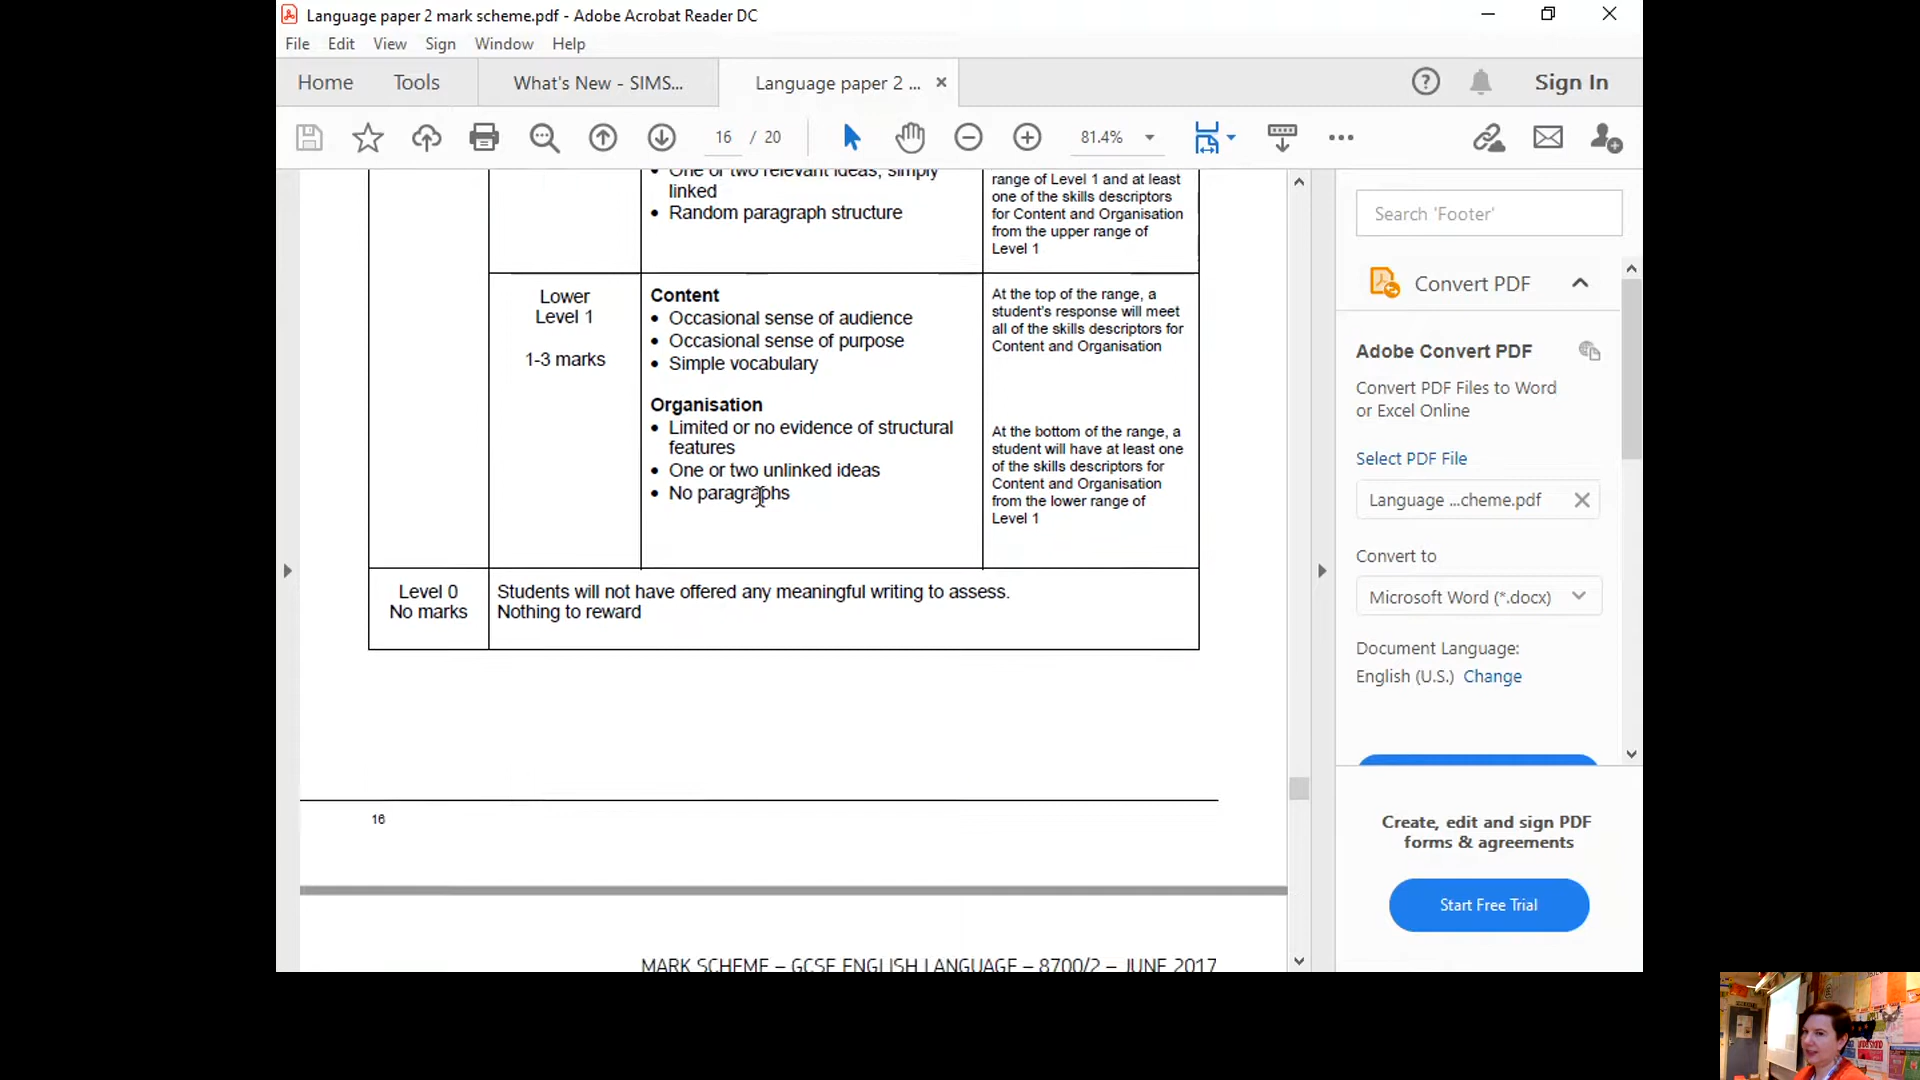 Language paper 2 mark scheme.pdf - Adobe Acrobat Reader DC
File Edit View Sign Window Help
Home Tools What's New - SIMS... Language paper 2 ... Sign In
16 / 20 81.4%
One or two relevant ideas, simply
linked
• Random paragraph structure
range of Level 1 and at least
one of the skills descriptors
for Content and Organisation
from the upper range of
Level 1
Lower
Level 1
1-3 marks
Content
• Occasional sense of audience
• Occasional sense of purpose
• Simple vocabulary
Organisation
• Limited or no evidence of structural
features
• One or two unlinked ideas
• No paragraphs
At the top of the range, a
student's response will meet
all of the skills descriptors for
Content and Organisation
At the bottom of the range, a
student will have at least one
of the skills descriptors for
Content and Organisation
from the lower range of
Level 1
Level 0
No marks
Students will not have offered any meaningful writing to assess.
Nothing to reward
16
MARK SCHEME – GCSE ENGLISH LANGUAGE – 8700/2 – JUNE 2017
Search 'Footer'
Convert PDF
Adobe Convert PDF
Convert PDF Files to Word
or Excel Online
Select PDF File
Language ...cheme.pdf
Convert to
Microsoft Word (*.docx)
Document Language:
English (U.S.) Change
Create, edit and sign PDF
forms & agreements
Start Free Trial